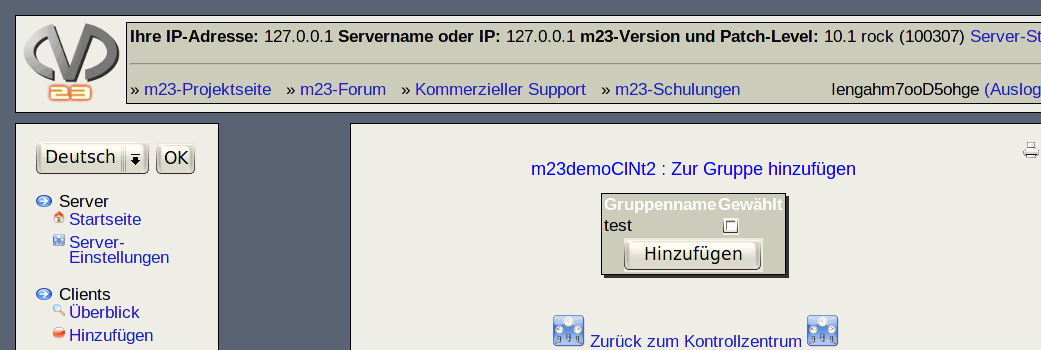 Ihre IP-Adresse: 127.0.0.1 Servername oder IP: 127.0.0.1 m23-Version und Patch-Level: 10.1 rock (100307) Server-St
23
» m23-Projektseite » m23-Forum » Kommerzieller Support » m23-Schulungen lengahm7ooD5ohge (Auslog
Deutsch OK
m23demoClNt2 : Zur Gruppe hinzufügen
Server
Startseite
Server-
Einstellungen
Gruppenname Gewählt
test
Hinzufügen
Clients
Überblick
Hinzufügen
Zurück zum Kontrollzentrum